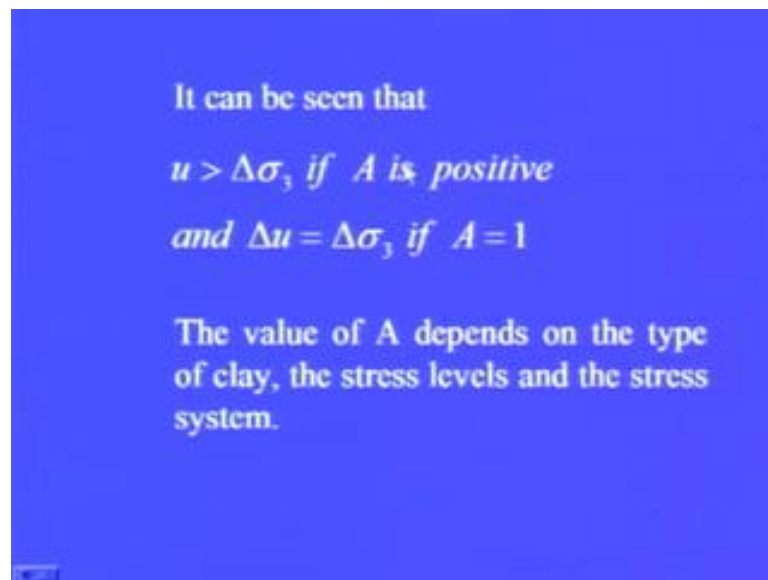 It can be seen that
u > Δσ₃ if A is positive
and Δu = Δσ₃ if A = 1
The value of A depends on the type
of clay, the stress levels and the stress
system.